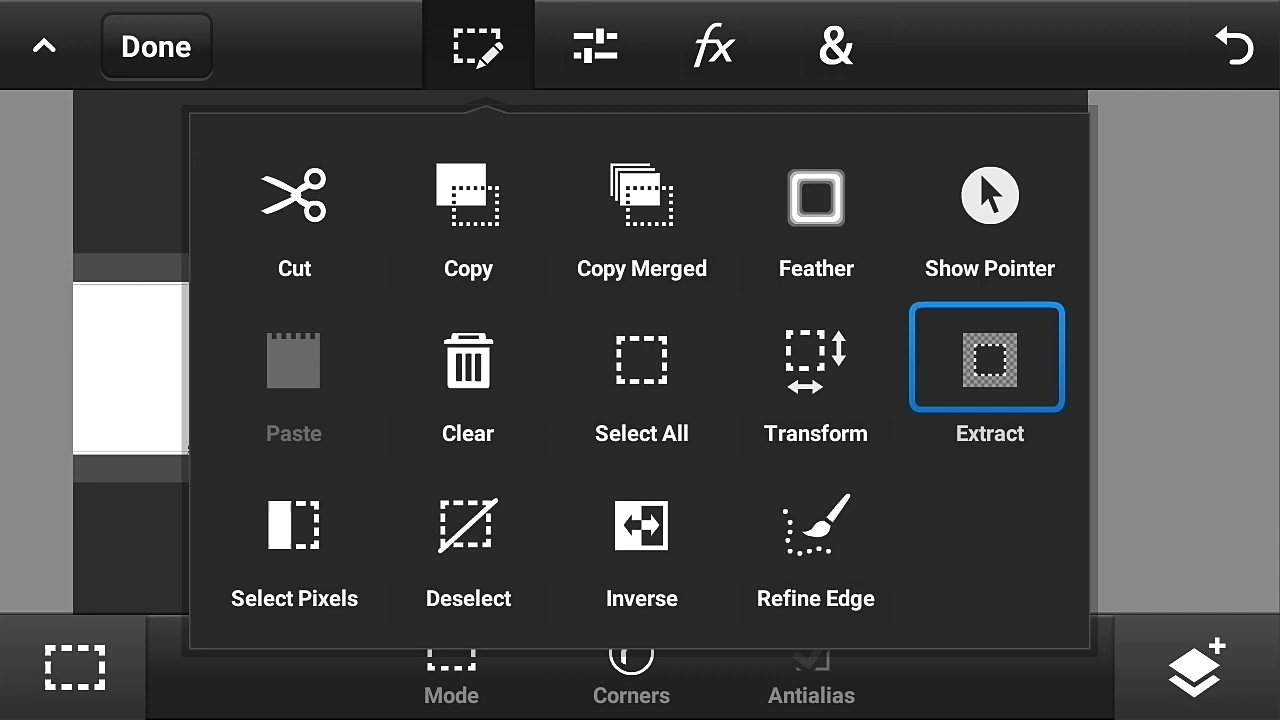 Done
fx
&
Cut
Copy
Copy Merged
Feather
Show Pointer
Paste
Clear
Select All
Transform
Extract
Select Pixels
Deselect
Inverse
Refine Edge
Mode
Corners
Antialias